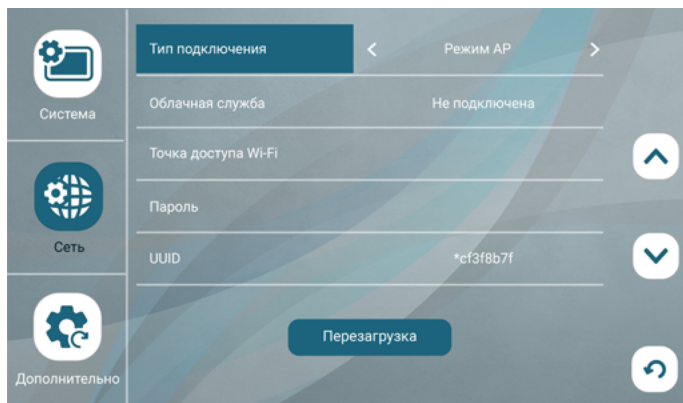 Система
Сеть
Дополнительно
Тип подключения < Режим AP >
Облачная служба Не подключена
Точка доступа Wi-Fi
Пароль
UUID *cf3f8b7f
Перезагрузка